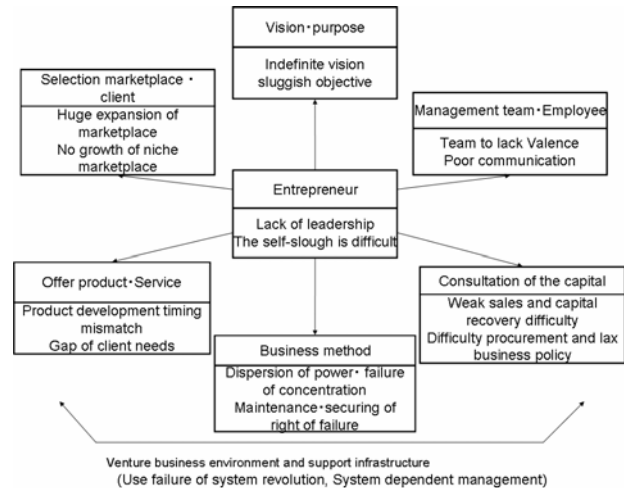 Vision・purpose
Indefinite vision
sluggish objective
Selection marketplace・
client
Huge expansion of
marketplace
No growth of niche
marketplace
Management team・Employee
Team to lack Valence
Poor communication
Entrepreneur
Lack of leadership
The self-slough is difficult
Offer product・Service
Product development timing
mismatch
Gap of client needs
Consultation of the capital
Weak sales and capital
recovery difficulty
Difficulty procurement and lax
business policy
Business method
Dispersion of power・ failure
of concentration
Maintenance・securing of
right of failure
Venture business environment and support infrastructure
(Use failure of system revolution, System dependent management)